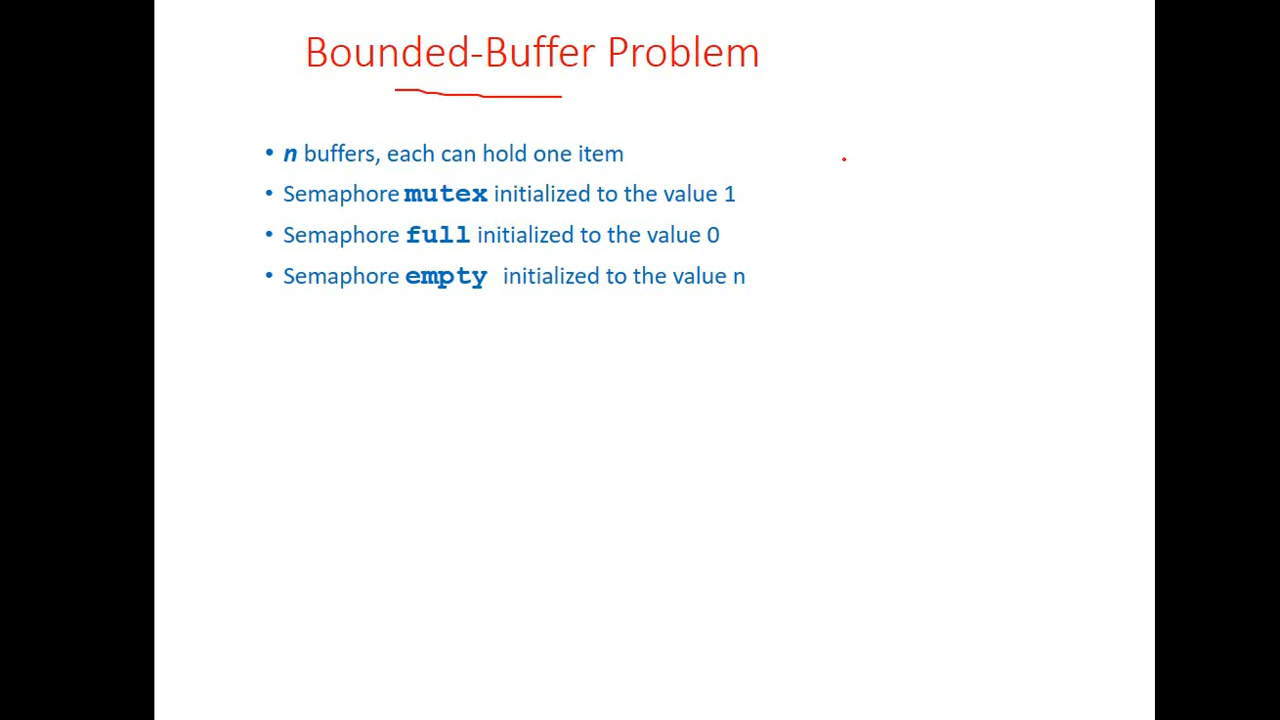 Bounded-Buffer Problem
• n buffers, each can hold one item
• Semaphore mutex initialized to the value 1
• Semaphore full initialized to the value 0
• Semaphore empty initialized to the value n